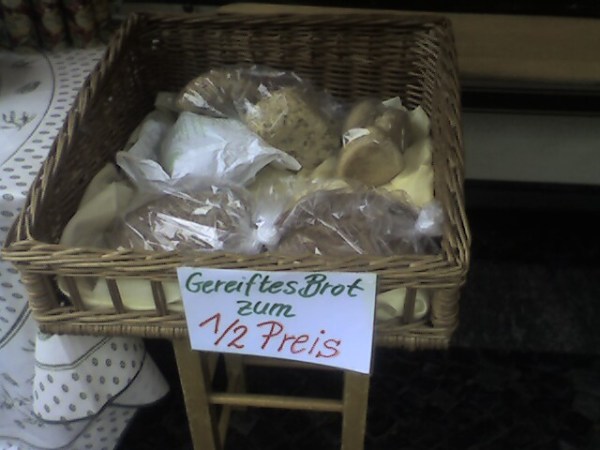 Gereiftes Brot
zum
1/2 Preis